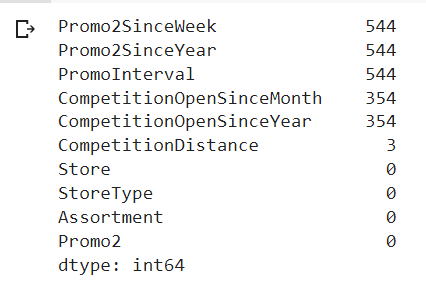 Promo2SinceWeek 544
Promo2SinceYear 544
PromoInterval 544
CompetitionOpenSinceMonth 354
CompetitionOpenSinceYear 354
CompetitionDistance 3
Store 0
StoreType 0
Assortment 0
Promo2 0
dtype: int64